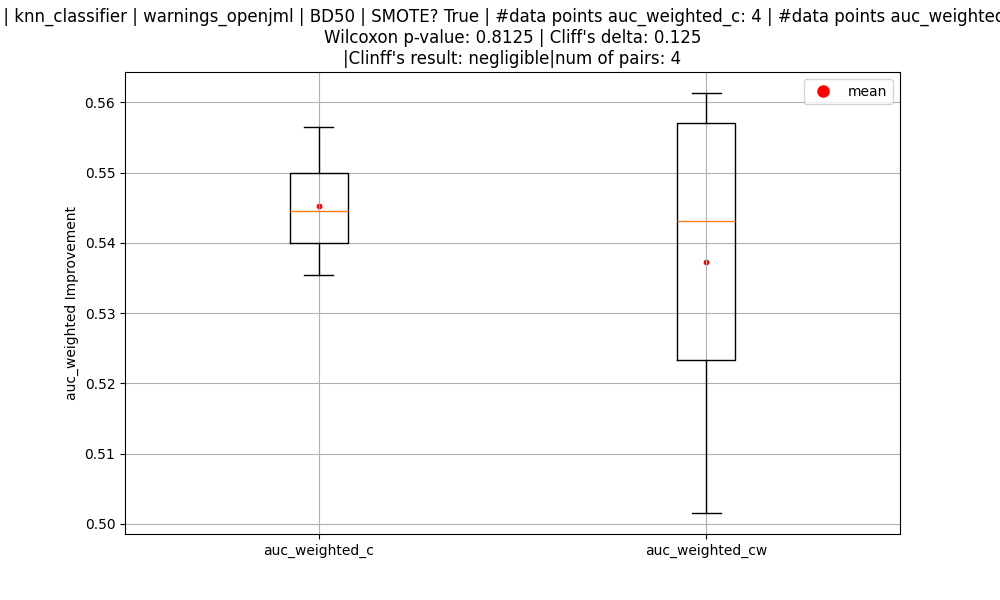 | knn_classifier | warnings_openjml | BD50 | SMOTE? True | #data points auc_weighted_c: 4 | #data points auc_weighted
Wilcoxon p-value: 0.8125 | Cliff's delta: 0.125
|Clinff's result: negligible|num of pairs: 4
mean
0.56
0.55
0.54
0.53
0.52
0.51
0.50
auc_weighted Improvement
auc_weighted_c
auc_weighted_cw